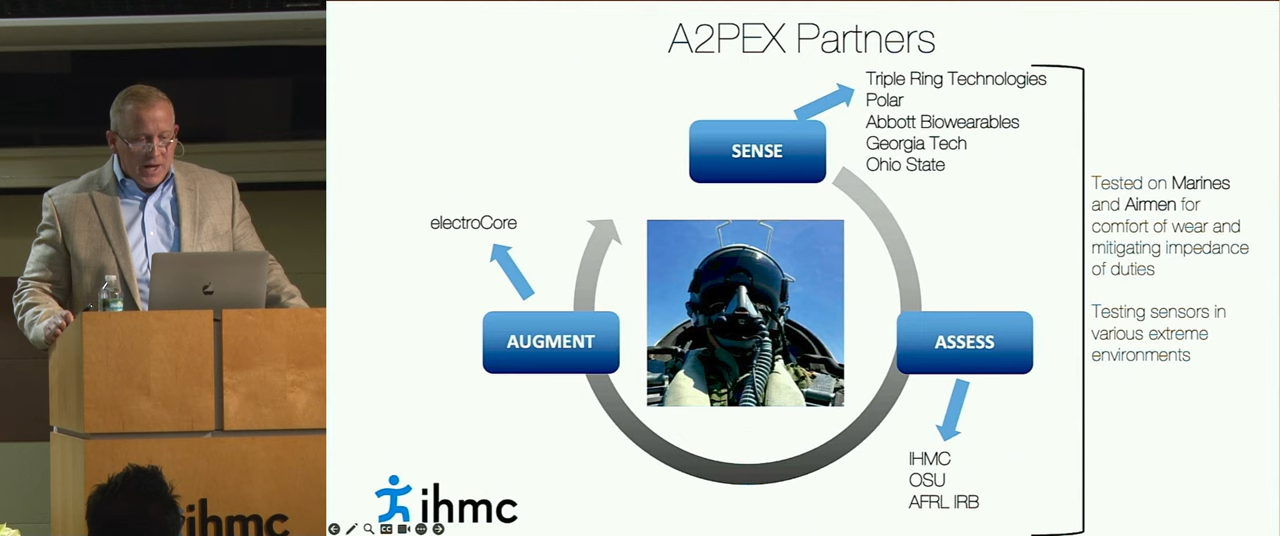 A2PEX Partners
SENSE
Triple Ring Technologies
Polar
Abbott Biowearables
Georgia Tech
Ohio State
electroCore
AUGMENT
ASSESS
IHMC
OSU
AFRL IRB
Tested on Marines
and Airmen for
comfort of wear and
mitigating impedance
of duties
Testing sensors in
various extreme
environments
ihmc
CC
ihmc